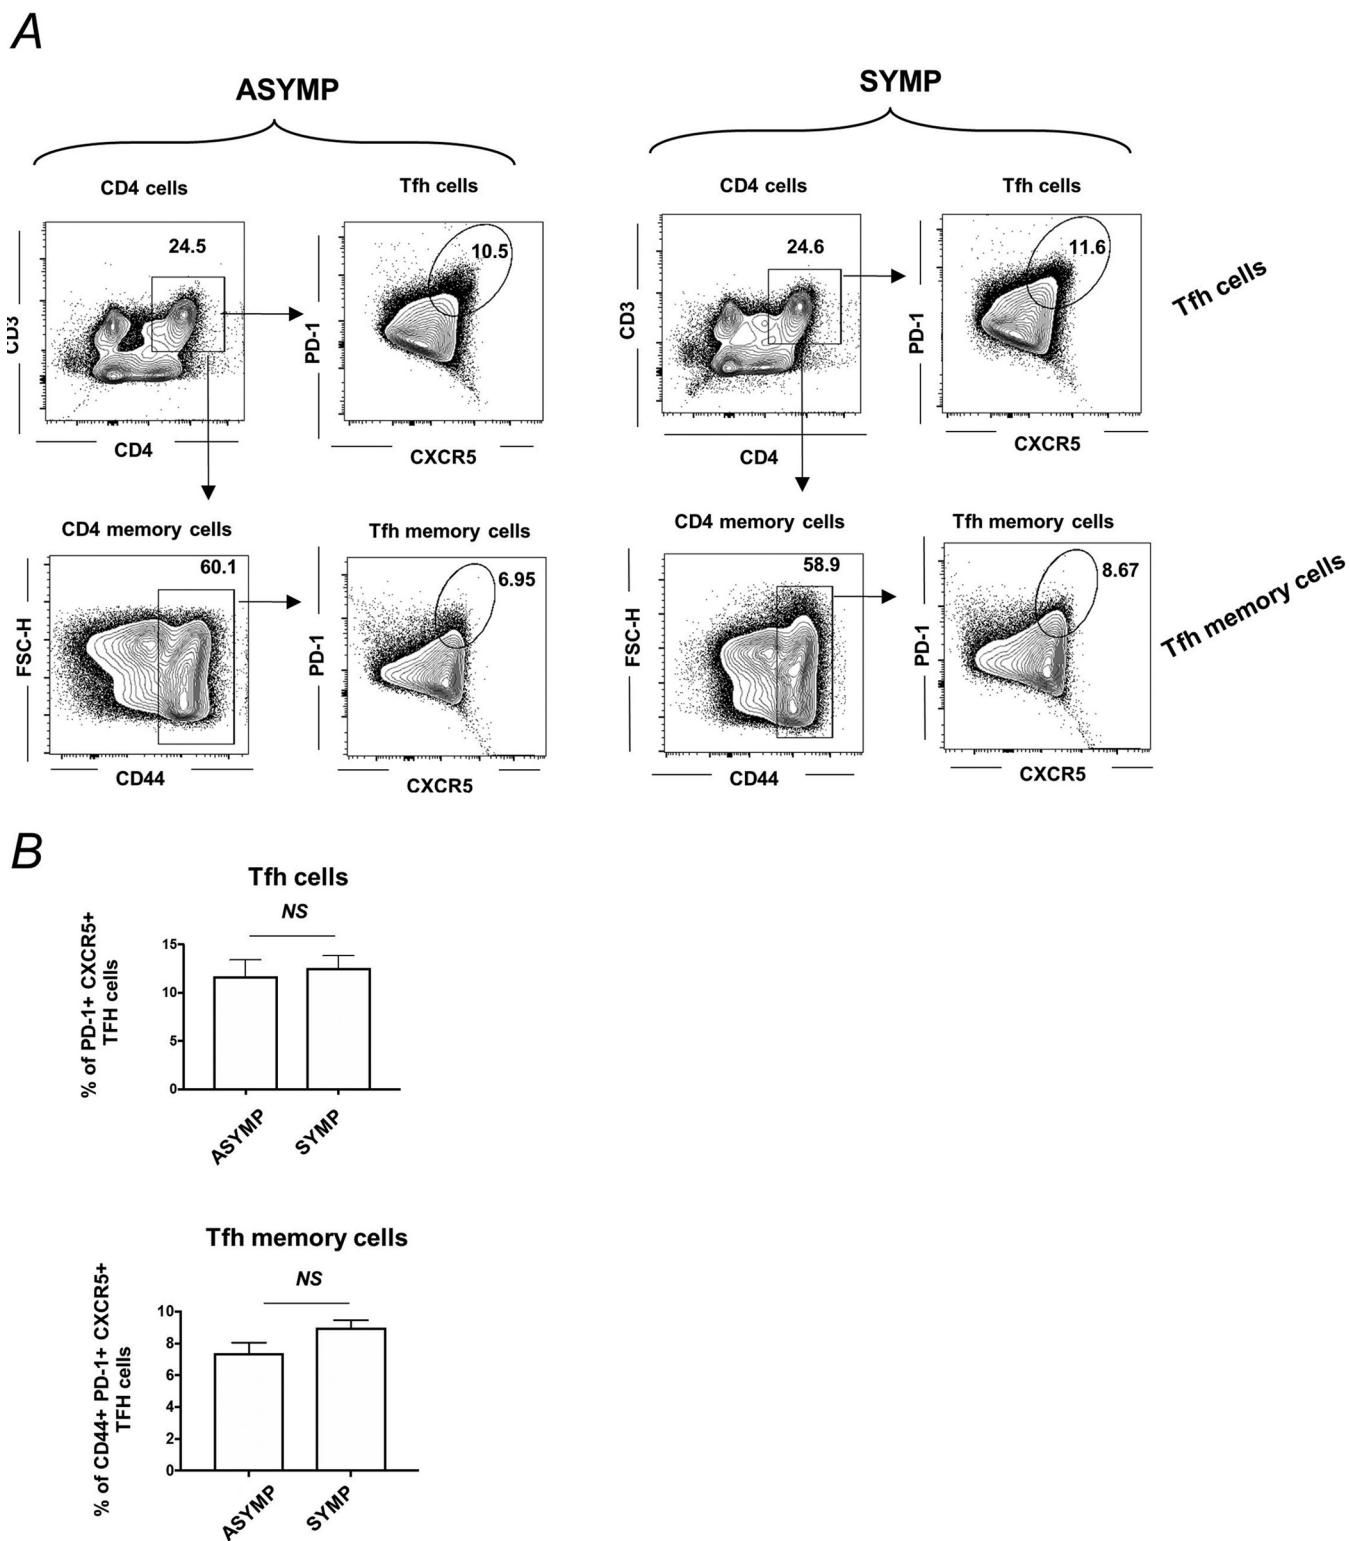 A
ASYMP
SYMP
CD4 cells
Tfh cells
CD4 cells
Tfh cells
24.5
10.5
24.6
11.6
Tfh cells
CD3
PD-1
CD3
PD-1
CD4
CXCR5
CD4
CXCR5
CD4 memory cells
Tfh memory cells
CD4 memory cells
Tfh memory cells
60.1
6.95
58.9
8.67
Tfh memory cells
FSC-H
PD-1
FSC-H
PD-1
CD44
CXCR5
CD44
CXCR5
B
Tfh cells
NS
% of PD-1+ CXCR5+
TFH cells
15
10
5
0
ASYMP
SYMP
Tfh memory cells
NS
% of CD44+ PD-1+ CXCR5+
TFH cells
10
8
6
4
2
0
ASYMP
SYMP